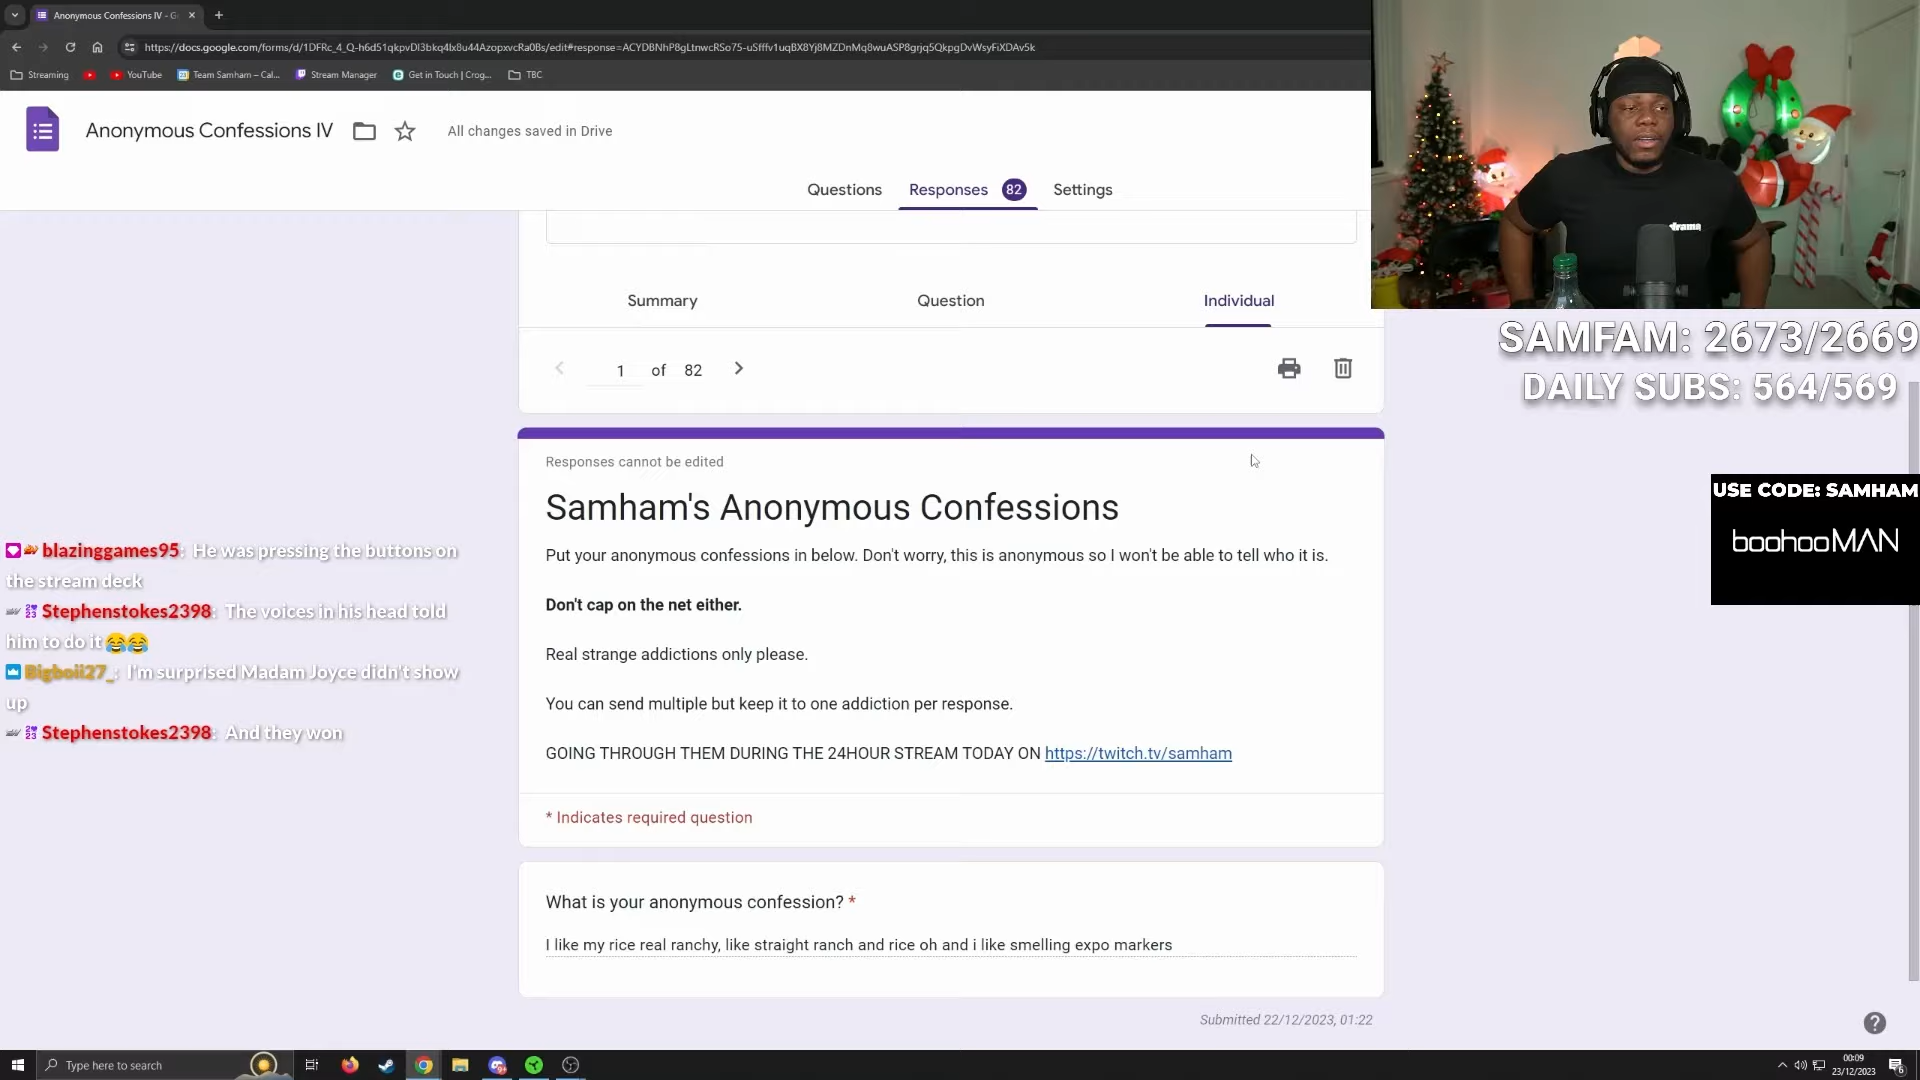 Anonymous Confessions IV - G
https://docs.google.com/forms/d/1DFRc_4_Q-h6d51qkpvDI3bkq4lx8u44AzopxvcRa0Bs/edit#response=ACYDBNhP8gLtnwcRSo75-uSfffv1uqBX8Yj8MZDnMq8wuASP8grjq5QkpgDvWsyFiXDAv5k
Streaming YouTube Team Samham – Cal... Stream Manager Get in Touch | Crog... TBC
Anonymous Confessions IV All changes saved in Drive
Questions Responses 82 Settings
Summary Question Individual
1 of 82
SAMFAM: 2673/2669
DAILY SUBS: 564/569
USE CODE: SAMHAM
boohooMAN
Responses cannot be edited
Samham's Anonymous Confessions
Put your anonymous confessions in below. Don't worry, this is anonymous so I won't be able to tell who it is.
Don't cap on the net either.
Real strange addictions only please.
You can send multiple but keep it to one addiction per response.
GOING THROUGH THEM DURING THE 24HOUR STREAM TODAY ON https://twitch.tv/samham
* Indicates required question
What is your anonymous confession? *
I like my rice real ranchy, like straight ranch and rice oh and i like smelling expo markers
Submitted 22/12/2023, 01:22
blazinggames95: He was pressing the buttons on
the stream deck
Stephenstokes2398: The voices in his head told
him to do it 😂😂
Bigboii27_: I'm surprised Madam Joyce didn't show
up
Stephenstokes2398: And they won
Type here to search
00:09
23/12/2023